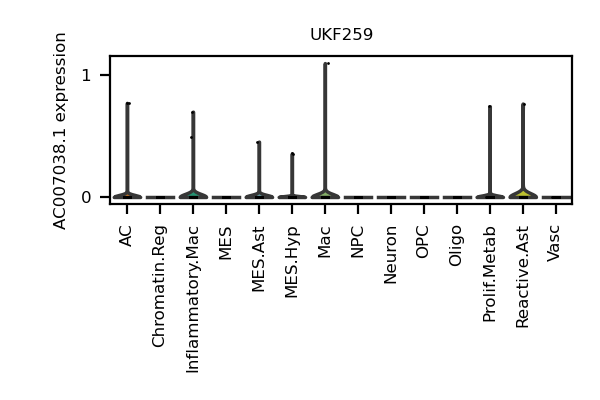 UKF259
AC007038.1 expression
1
0
AC
Chromatin.Reg
Inflammatory.Mac
MES
MES.Ast
MES.Hyp
Mac
NPC
Neuron
OPC
Oligo
Prolif.Metab
Reactive.Ast
Vasc